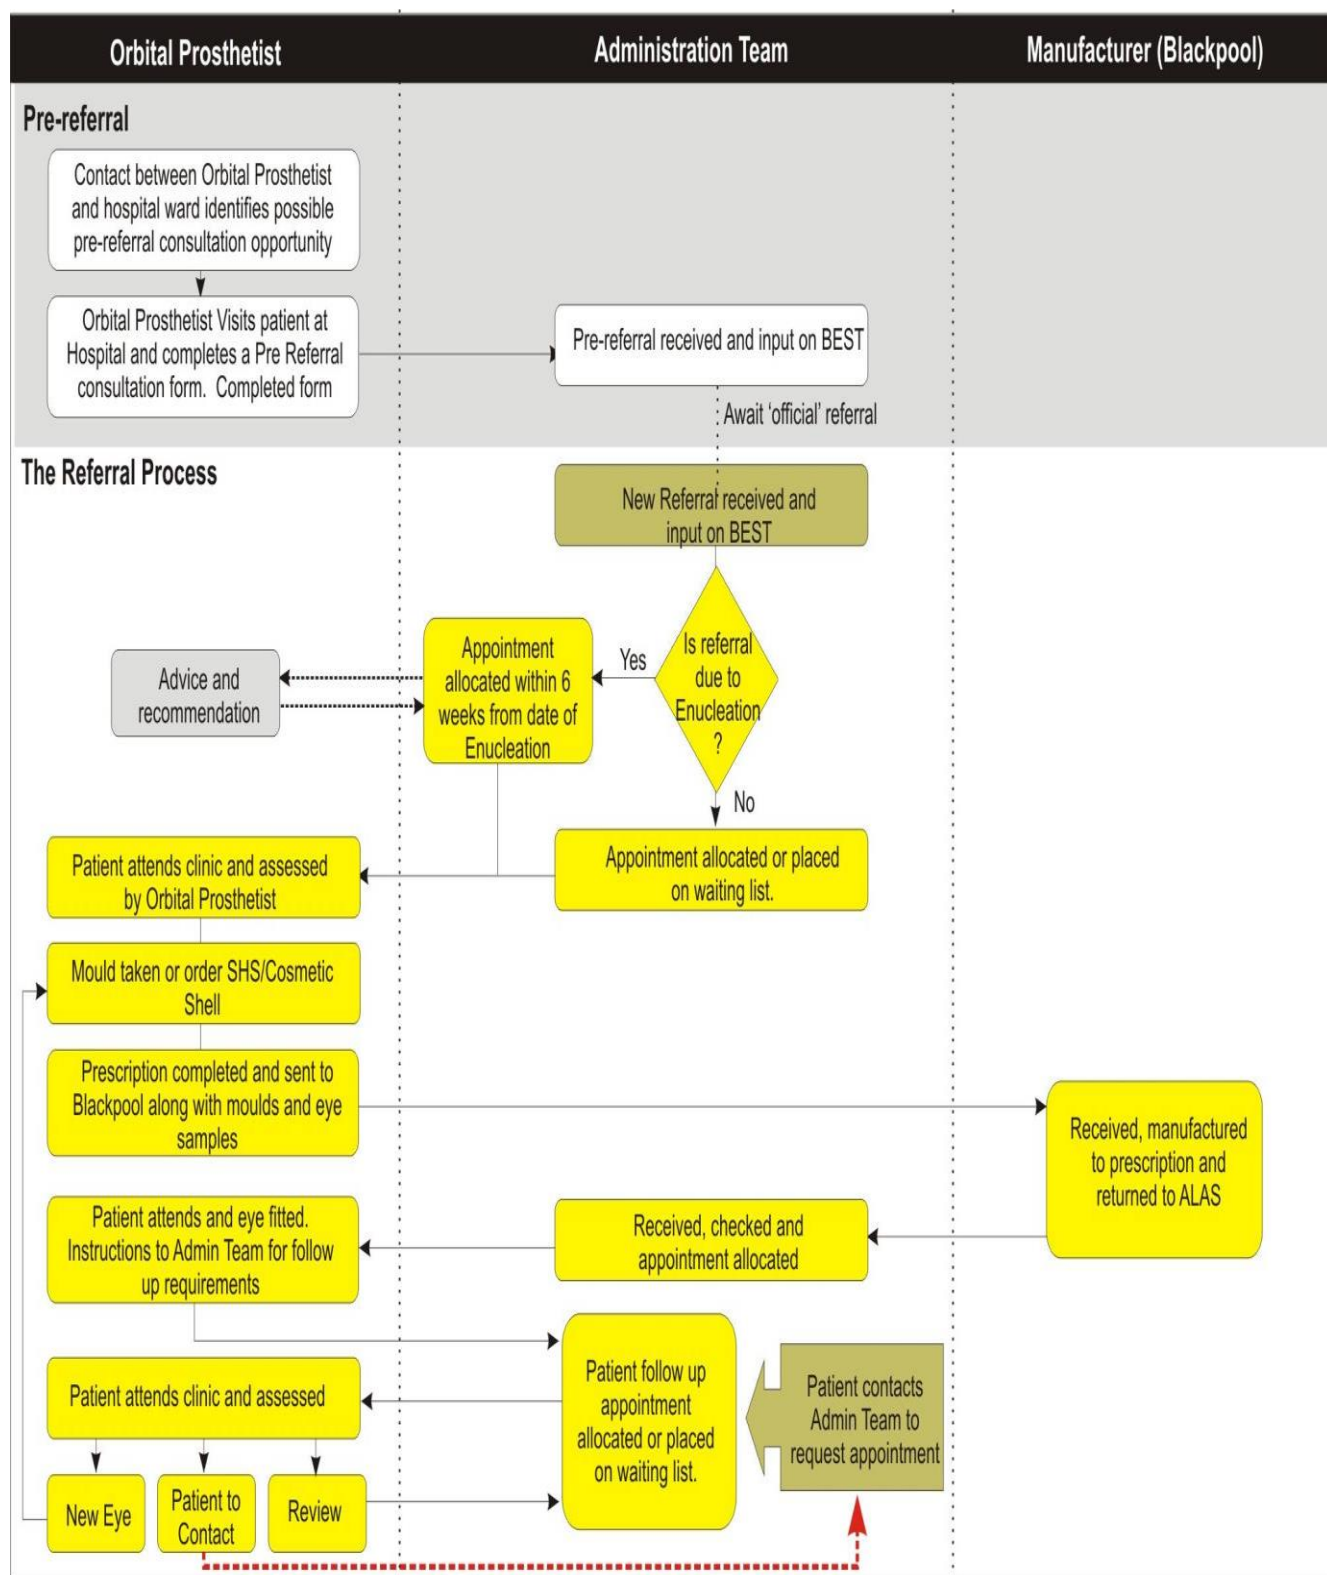 Orbital Prosthetist
Administration Team
Manufacturer (Blackpool)
Pre-referral
Contact between Orbital Prosthetist
and hospital ward identifies possible
pre-referral consultation opportunity
Orbital Prosthetist Visits patient at
Hospital and completes a Pre Referral
consultation form. Completed form
Pre-referral received and input on BEST
Await ‘official’ referral
The Referral Process
New Referral received and
input on BEST
Is referral
due to
Enucleation
?
Yes
No
Appointment
allocated within 6
weeks from date of
Enucleation
Advice and
recommendation
Appointment allocated or placed
on waiting list.
Patient attends clinic and assessed
by Orbital Prosthetist
Mould taken or order SHS/Cosmetic
Shell
Prescription completed and sent to
Blackpool along with moulds and eye
samples
Received, manufactured
to prescription and
returned to ALAS
Received, checked and
appointment allocated
Patient attends and eye fitted.
Instructions to Admin Team for follow
up requirements
Patient follow up
appointment
allocated or placed
on waiting list.
Patient contacts
Admin Team to
request appointment
Patient attends clinic and assessed
New Eye
Patient to
Contact
Review